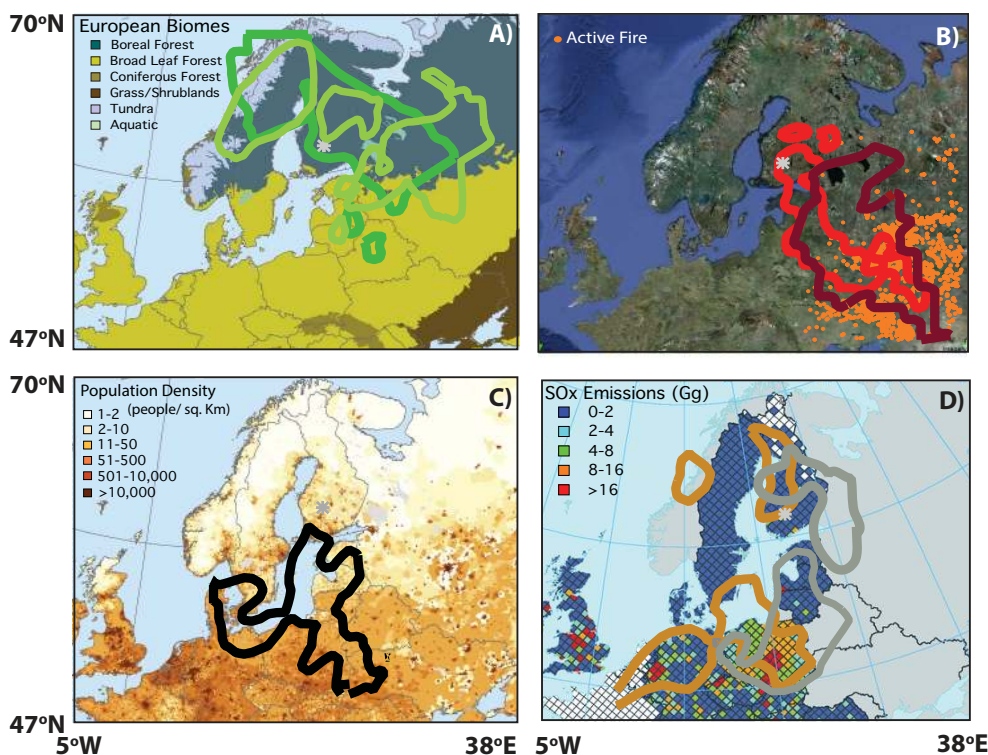 70ºN
European Biomes
Boreal Forest
Broad Leaf Forest
Coniferous Forest
Grass/Shrublands
Tundra
Aquatic
A)
Active Fire
B)
47ºN
70ºN
Population Density
(people/ sq. Km)
1-2
2-10
11-50
51-500
501-10,000
>10,000
C)
SOx Emissions (Gg)
0-2
2-4
4-8
8-16
>16
D)
47ºN
5ºW
38ºE
5ºW
38ºE